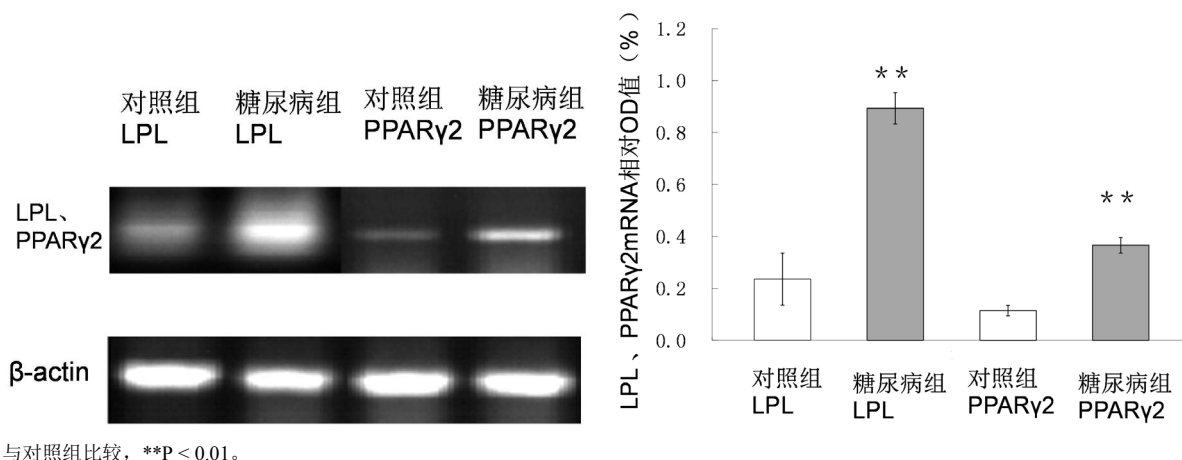 对照组 糖尿病组 对照组 糖尿病组
LPL LPL PPARγ2 PPARγ2
LPL、
PPARγ2
β-actin
LPL、PPARγ2mRNA相对OD值（%）
1.2
1.0
0.8
0.6
0.4
0.2
0.0
**
**
对照组 糖尿病组 对照组 糖尿病组
LPL LPL PPARγ2 PPARγ2
与对照组比较，**P < 0.01。